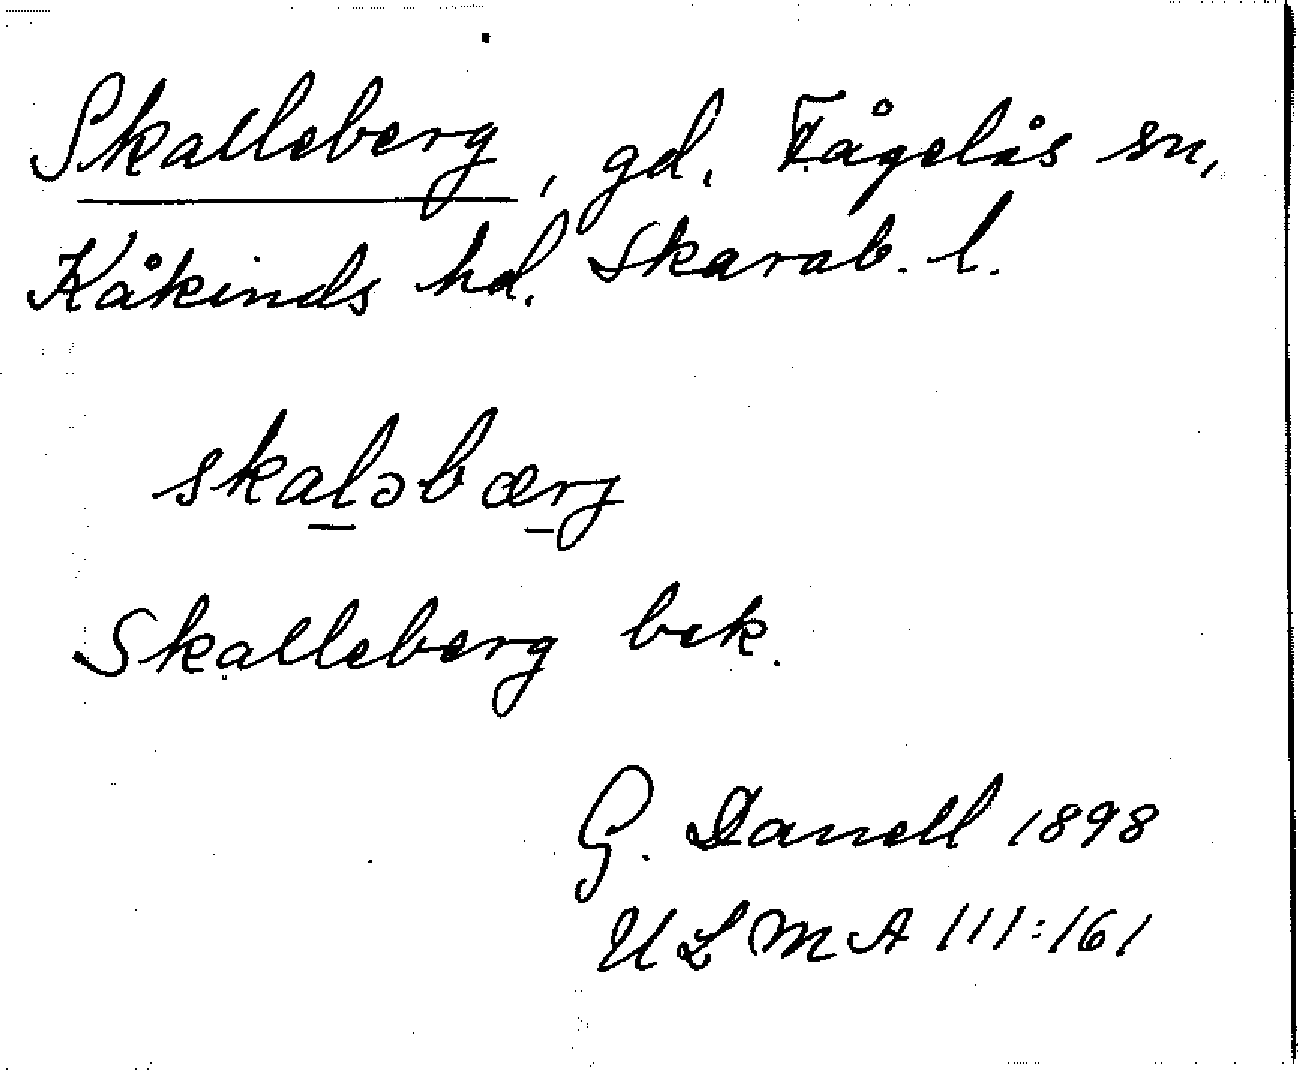 Skalleberg, gd. Fågelås sn,
Kåkinds hd. Skarab. l.
skaləbærj
Skalleberg bek.
G. Danell 1898
ULMA 111:161